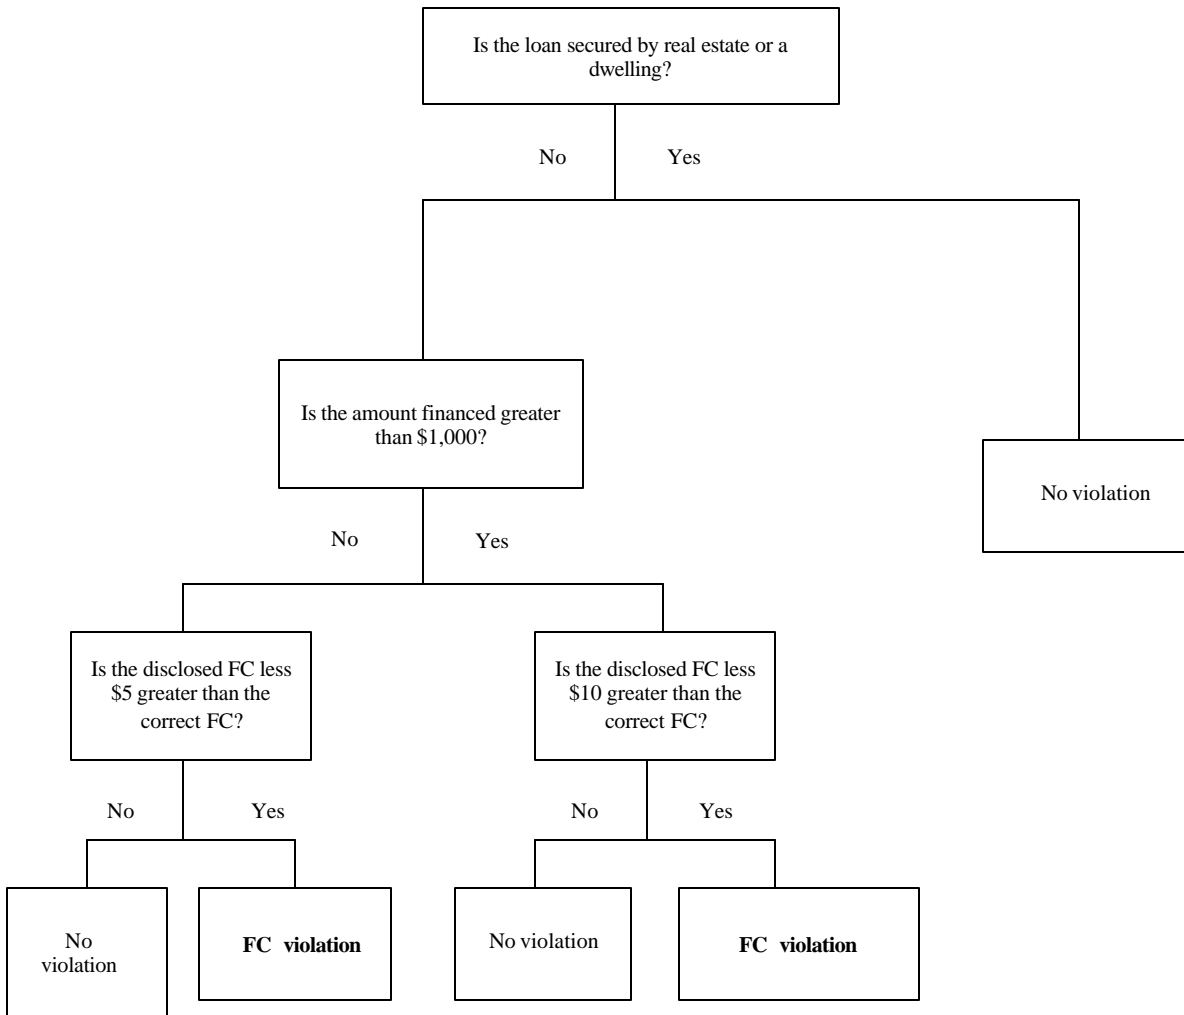 Is the loan secured by real estate or a
dwelling?
No
Yes
Is the amount financed greater
than $1,000?
No violation
No
Yes
Is the disclosed FC less
$5 greater than the
correct FC?
Is the disclosed FC less
$10 greater than the
correct FC?
No
Yes
No
Yes
No
violation
FC violation
No violation
FC violation